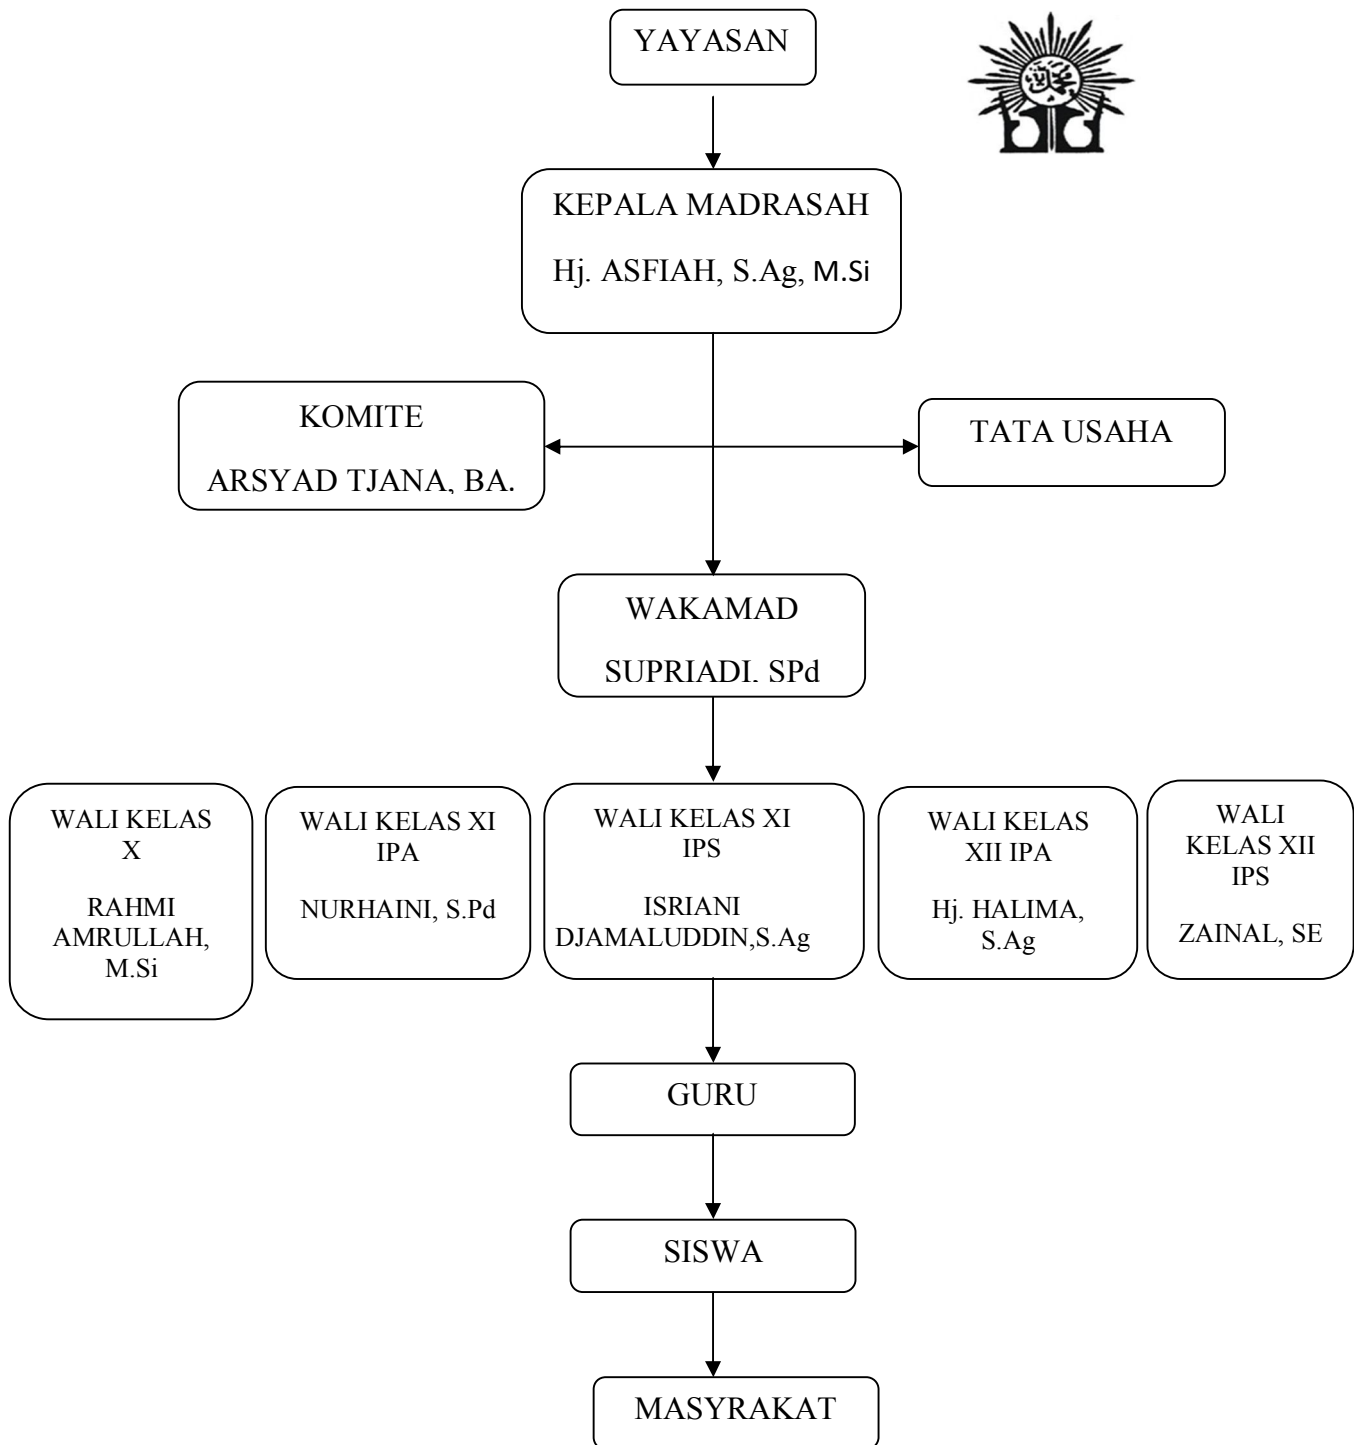 YAYASAN
KEPALA MADRASAH
Hj. ASFIAH, S.Ag, M.Si
KOMITE
ARSYAD TJANA, BA.
TATA USAHA
WAKAMAD
SUPRIADI, SPd
WALI KELAS
X
RAHMI
AMRULLAH,
M.Si
WALI KELAS XI
IPA
NURHAINI, S.Pd
WALI KELAS XI
IPS
ISRIANI
DJAMALUDDIN,S.Ag
WALI KELAS
XII IPA
Hj. HALIMA,
S.Ag
WALI
KELAS XII
IPS
ZAINAL, SE
GURU
SISWA
MASYRAKAT